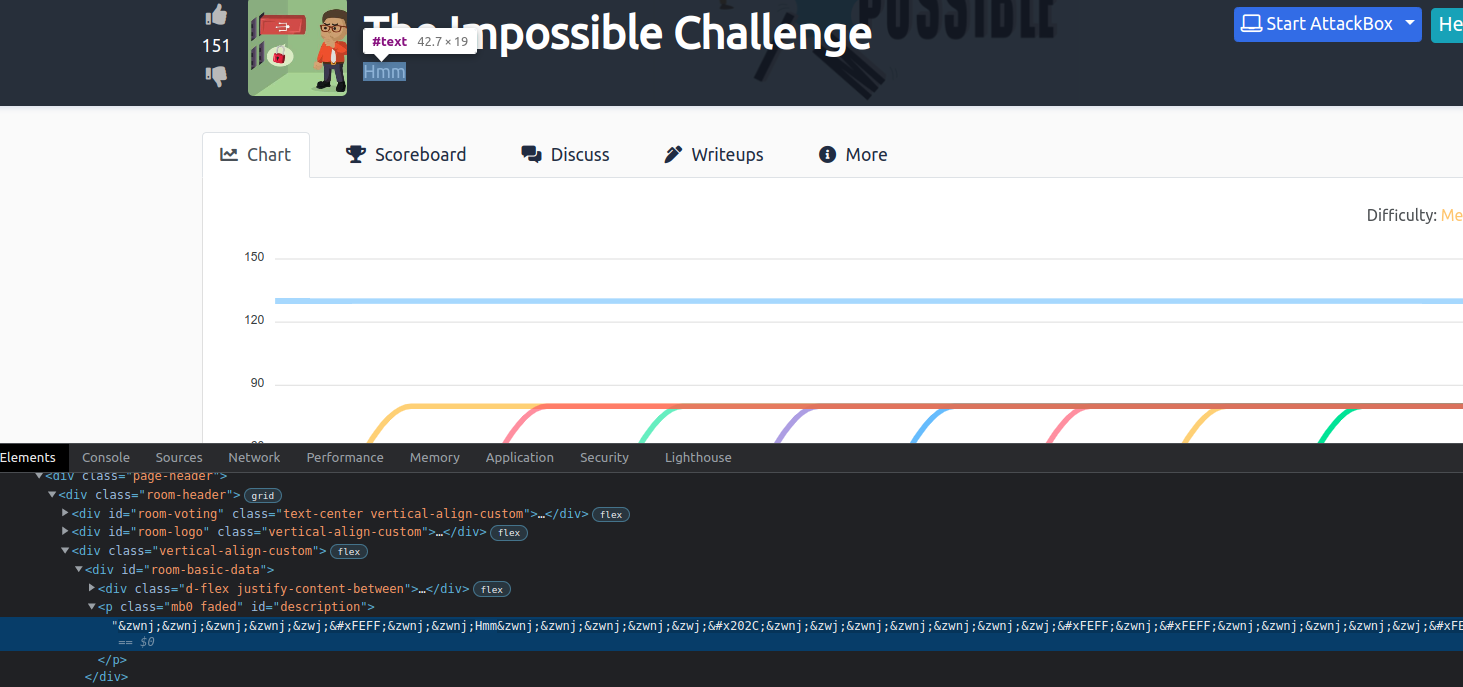 POSSIBLE
151
The Impossible Challenge
#text 42.7 × 19
Hmm
Start AttackBox
He
Chart
Scoreboard
Discuss
Writeups
More
Difficulty: Me
150
120
90
Elements Console Sources Network Performance Memory Application Security Lighthouse
▼<div class="page-header">
▼<div class="room-header"> grid
▶<div id="room-voting" class="text-center vertical-align-custom">…</div> flex
▶<div id="room-logo" class="vertical-align-custom">…</div> flex
▼<div class="vertical-align-custom"> flex
▼<div id="room-basic-data">
▶<div class="d-flex justify-content-between">…</div> flex
▼<p class="mb0 faded" id="description">
"&zwnj;&zwnj;&zwnj;&zwnj;&zwj;&#xFEFF;&zwnj;&zwnj;Hmm&zwnj;&zwnj;&zwnj;&zwnj;&zwj;&#x202C;&zwnj;&zwj;&zwnj;&zwnj;&zwnj;&zwnj;&zwj;&#xFEFF;&zwnj;&#xFEFF;&zwnj;&zwnj;&zwnj;&zwnj;&zwj;&#xFE
== $0
</p>
</div>